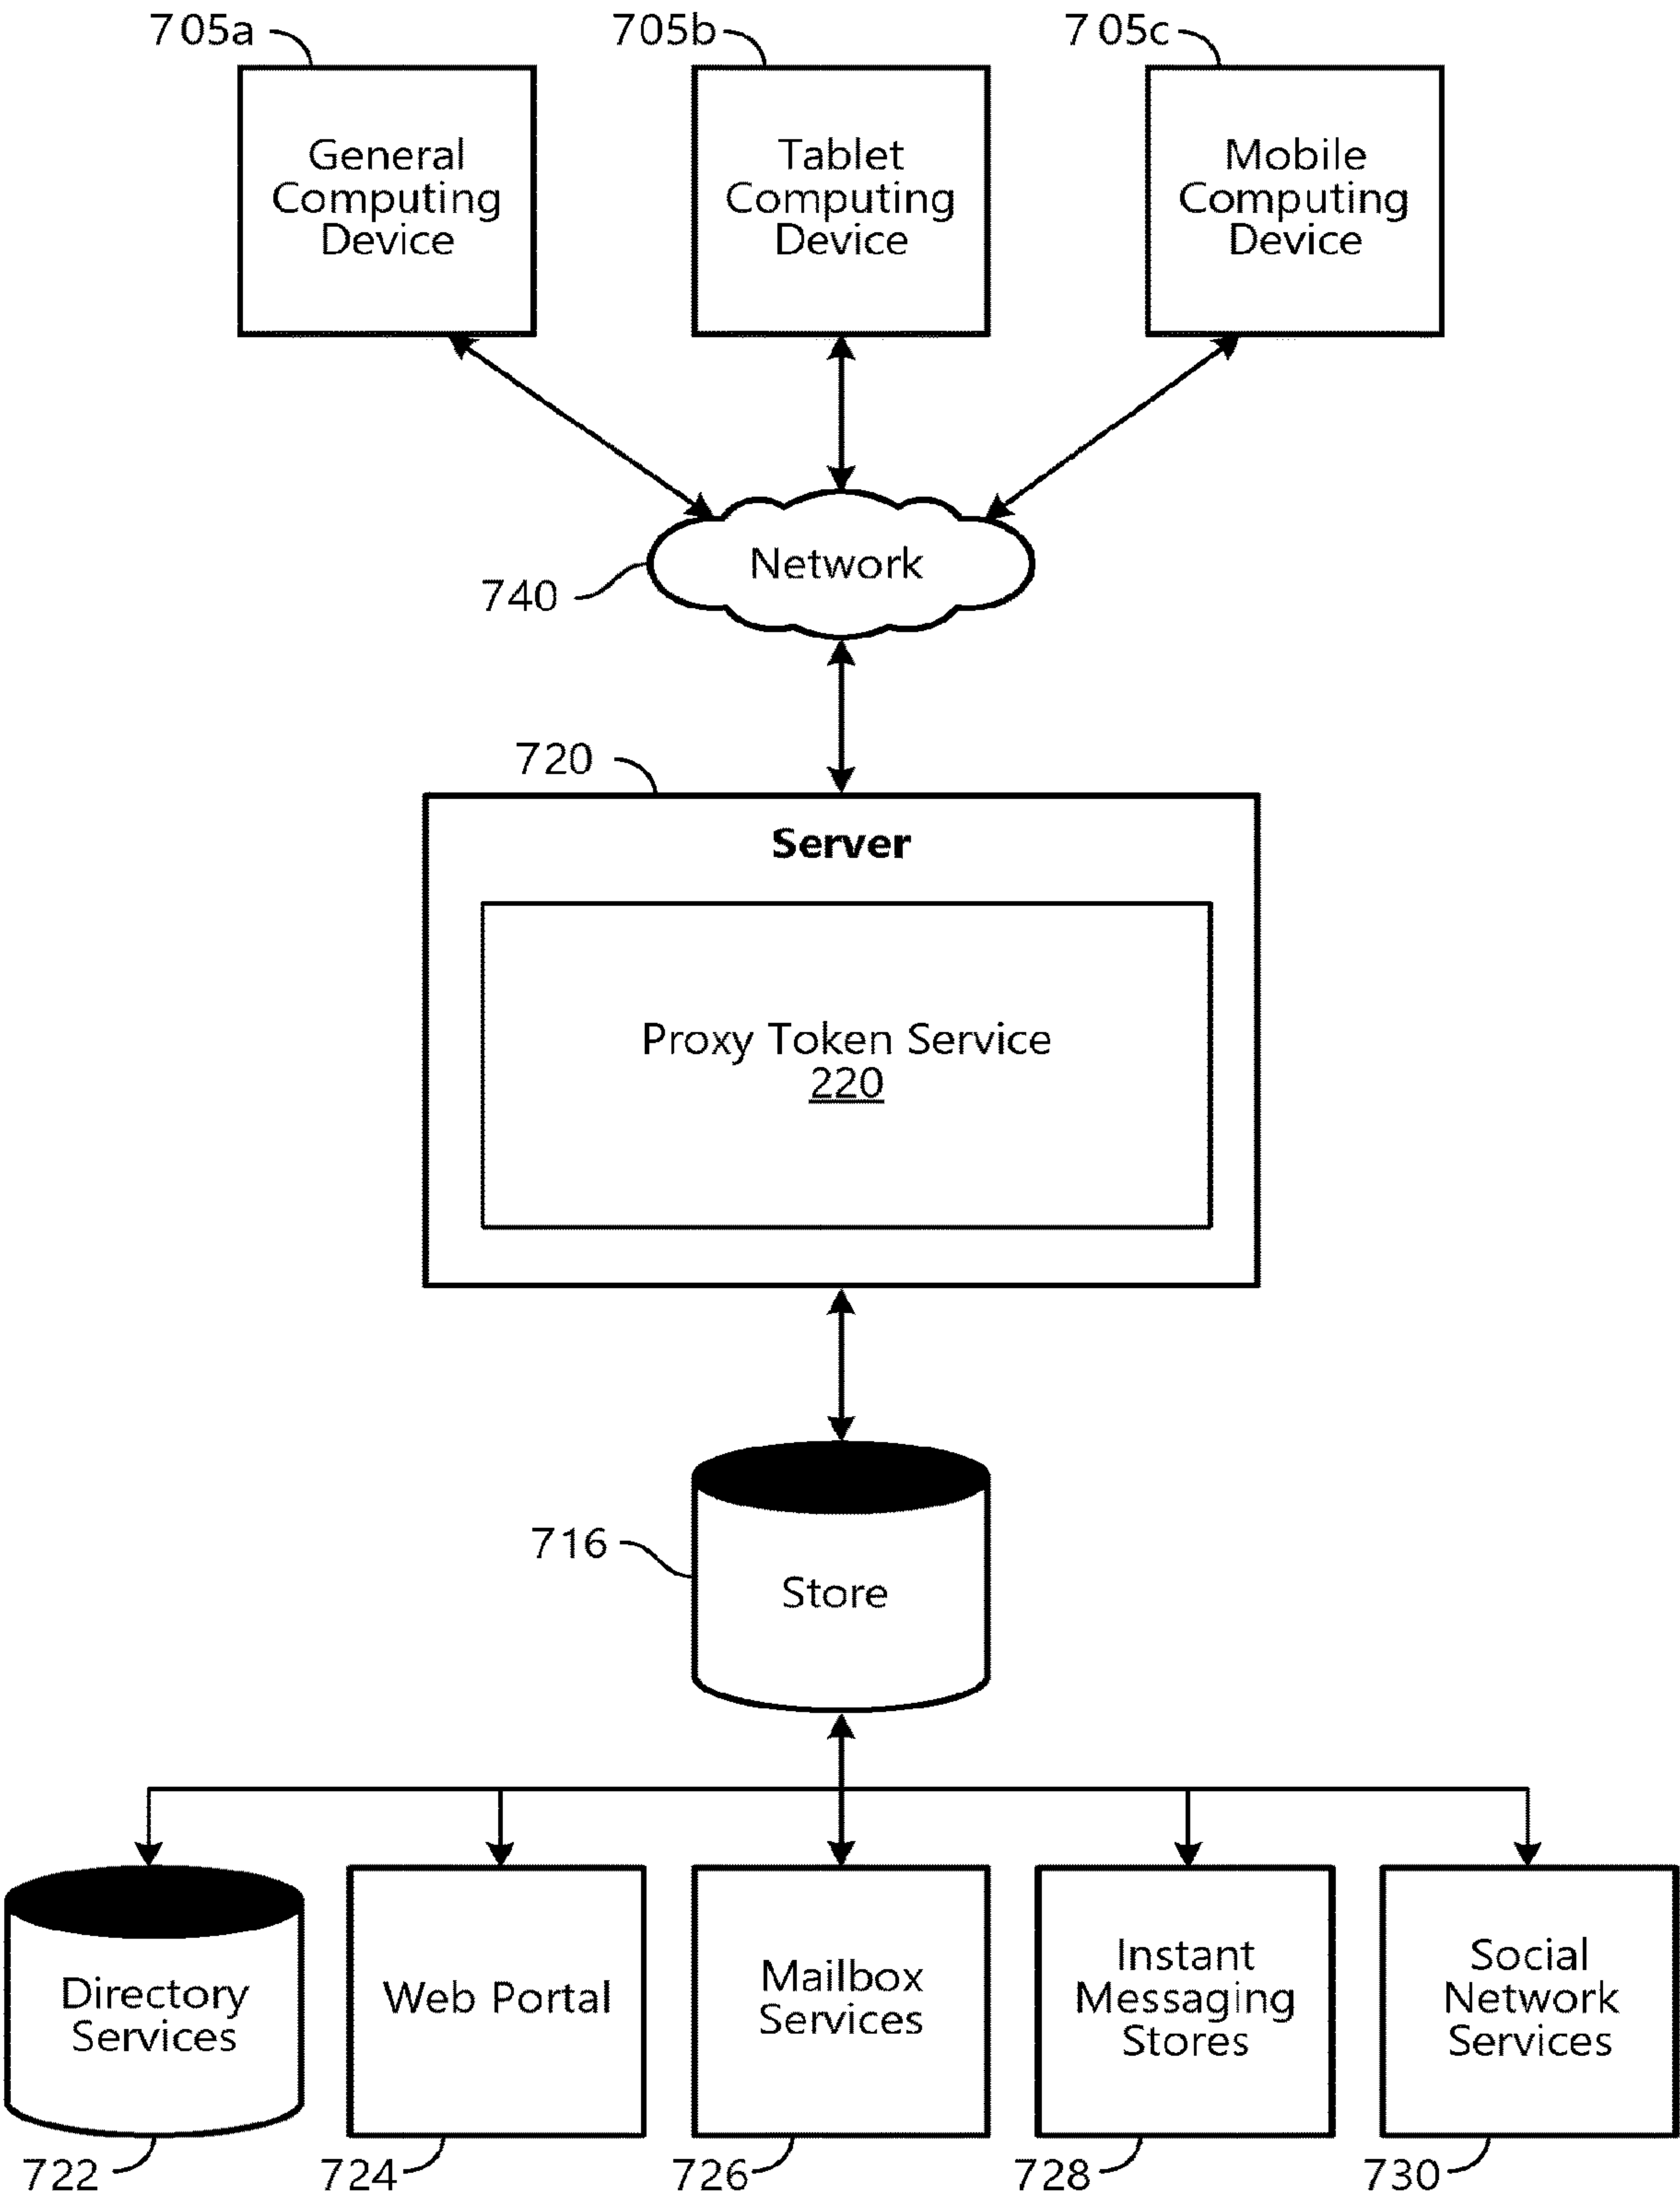 705a
705b
705c
General
Computing
Device
Tablet
Computing
Device
Mobile
Computing
Device
Network
740
720
Server
Proxy Token Service
220
716
Store
Directory
Services
Web Portal
Mailbox
Services
Instant
Messaging
Stores
Social
Network
Services
722
724
726
728
730